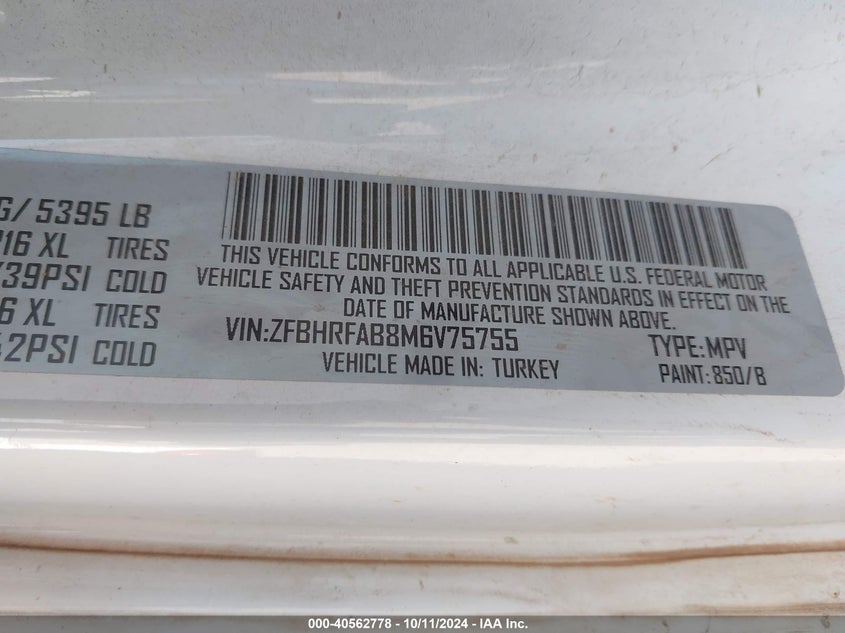 G/ 5395 LB
16 XL TIRES
39PSI COLD
6 XL TIRES
42PSI COLD
THIS VEHICLE CONFORMS TO ALL APPLICABLE U.S. FEDERAL MOTOR
VEHICLE SAFETY AND THEFT PREVENTION STANDARDS IN EFFECT ON THE
DATE OF MANUFACTURE SHOWN ABOVE.
VIN:ZFBHRFAB8M6V75755 TYPE:MPV
VEHICLE MADE IN: TURKEY PAINT:850/B
000-40562778 - 10/11/2024 - IAA Inc.